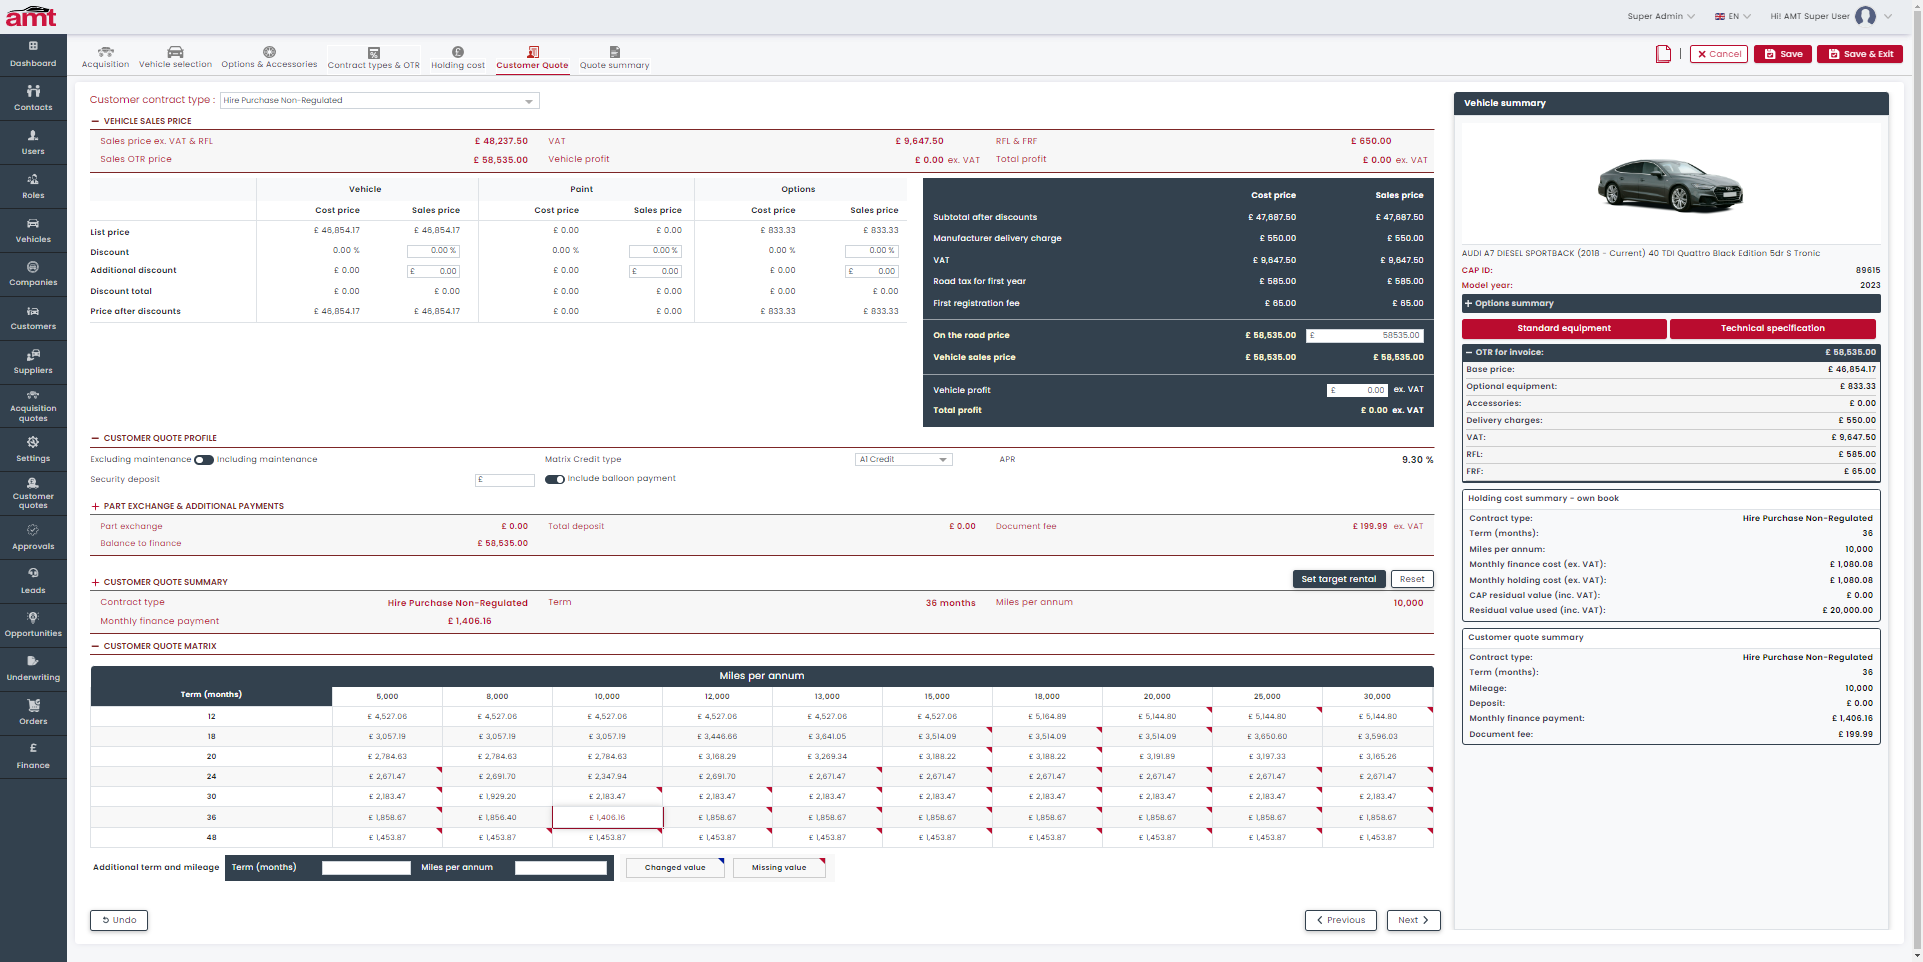 amt
Super Admin
EN
Hi! AMT Super User
Dashboard
Contacts
Users
Roles
Vehicles
Companies
Customers
Suppliers
Acquisition quotes
Settings
Customer quotes
Approvals
Leads
Opportunities
Underwriting
Orders
£
Finance
Acquisition
Vehicle selection
Options & Accessories
Contract types & OTR
Holding cost
Customer Quote
Quote summary
Cancel
Save
Save & Exit
Customer contract type : Hire Purchase Non-Regulated
VEHICLE SALES PRICE
Sales price ex. VAT & RFL £ 48,237.50 VAT £ 9,647.50 RFL & FRF £ 650.00
Sales OTR price £ 58,535.00 Vehicle profit £ 0.00 ex. VAT Total profit £ 0.00 ex. VAT
Vehicle Paint Options
Cost price Sales price Cost price Sales price Cost price Sales price
List price £ 46,854.17 £ 46,854.17 £ 0.00 £ 0.00 £ 833.33 £ 833.33
Discount 0.00 % 0.00 % 0.00 % 0.00 % 0.00 % 0.00 %
Additional discount £ 0.00 £ 0.00 £ 0.00 £ 0.00 £ 0.00 £ 0.00
Discount total £ 0.00 £ 0.00 £ 0.00 £ 0.00 £ 0.00 £ 0.00
Price after discounts £ 46,854.17 £ 46,854.17 £ 0.00 £ 0.00 £ 833.33 £ 833.33
Cost price Sales price
Subtotal after discounts £ 47,687.50 £ 47,687.50
Manufacturer delivery charge £ 550.00 £ 550.00
VAT £ 9,647.50 £ 9,647.50
Road tax for first year £ 585.00 £ 585.00
First registration fee £ 65.00 £ 65.00
On the road price £ 58,535.00 £ 58535.00
Vehicle sales price £ 58,535.00 £ 58,535.00
Vehicle profit £ 0.00 ex. VAT
Total profit £ 0.00 ex. VAT
CUSTOMER QUOTE PROFILE
Excluding maintenance Including maintenance Matrix Credit type A1 Credit APR 9.30 %
Security deposit £ Include balloon payment
PART EXCHANGE & ADDITIONAL PAYMENTS
Part exchange £ 0.00 Total deposit £ 0.00 Document fee £ 199.99 ex. VAT
Balance to finance £ 58,535.00
CUSTOMER QUOTE SUMMARY Set target rental Reset
Contract type Hire Purchase Non-Regulated Term 36 months Miles per annum 10,000
Monthly finance payment £ 1,406.16
CUSTOMER QUOTE MATRIX
Miles per annum
Term (months) 5,000 8,000 10,000 12,000 13,000 15,000 18,000 20,000 25,000 30,000
12 £ 4,527.06 £ 4,527.06 £ 4,527.06 £ 4,527.06 £ 4,527.06 £ 4,527.06 £ 5,164.89 £ 5,144.80 £ 5,144.80 £ 5,144.80
18 £ 3,057.19 £ 3,057.19 £ 3,057.19 £ 3,446.66 £ 3,641.05 £ 3,514.09 £ 3,514.09 £ 3,514.09 £ 3,650.60 £ 3,596.03
20 £ 2,784.63 £ 2,784.63 £ 2,784.63 £ 3,168.29 £ 3,269.34 £ 3,188.22 £ 3,188.22 £ 3,191.89 £ 3,197.33 £ 3,165.26
24 £ 2,671.47 £ 2,691.70 £ 2,347.94 £ 2,691.70 £ 2,671.47 £ 2,671.47 £ 2,671.47 £ 2,671.47 £ 2,671.47 £ 2,671.47
30 £ 2,183.47 £ 1,929.20 £ 2,183.47 £ 2,183.47 £ 2,183.47 £ 2,183.47 £ 2,183.47 £ 2,183.47 £ 2,183.47 £ 2,183.47
36 £ 1,858.67 £ 1,856.40 £ 1,406.16 £ 1,858.67 £ 1,858.67 £ 1,858.67 £ 1,858.67 £ 1,858.67 £ 1,858.67 £ 1,858.67
48 £ 1,453.87 £ 1,453.87 £ 1,453.87 £ 1,453.87 £ 1,453.87 £ 1,453.87 £ 1,453.87 £ 1,453.87 £ 1,453.87 £ 1,453.87
Additional term and mileage Term (months) Miles per annum Changed value Missing value
Undo
Previous
Next
Vehicle summary
AUDI A7 DIESEL SPORTBACK (2018 - Current) 40 TDI Quattro Black Edition 5dr S Tronic
CAP ID: 89615
Model year: 2023
Options summary
Standard equipment Technical specification
OTR for invoice: £ 58,535.00
Base price: £ 46,854.17
Optional equipment: £ 833.33
Accessories: £ 0.00
Delivery charges: £ 550.00
VAT: £ 9,647.50
RFL: £ 585.00
FRF: £ 65.00
Holding cost summary - own book
Contract type: Hire Purchase Non-Regulated
Term (months): 36
Miles per annum: 10,000
Monthly finance cost (ex. VAT): £ 1,080.08
Monthly holding cost (ex. VAT): £ 1,080.08
CAP residual value (inc. VAT): £ 0.00
Residual value used (inc. VAT): £ 20,000.00
Customer quote summary
Contract type: Hire Purchase Non-Regulated
Term (months): 36
Mileage: 10,000
Deposit: £ 0.00
Monthly finance payment: £ 1,406.16
Document fee: £ 199.99